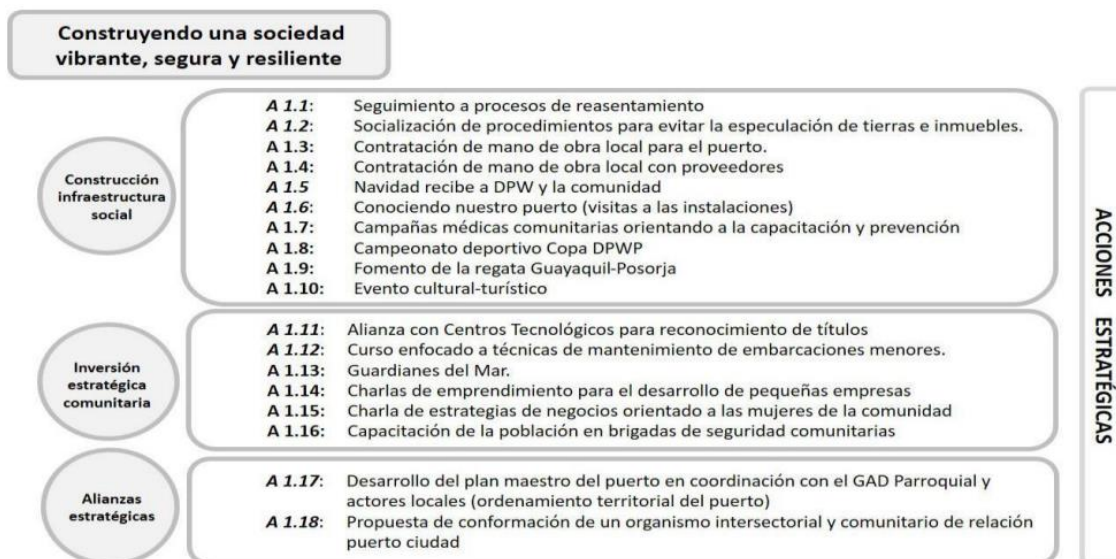 Construyendo una sociedad
vibrante, segura y resiliente
Construcción
infraestructura
social
A 1.1: Seguimiento a procesos de reasentamiento
A 1.2: Socialización de procedimientos para evitar la especulación de tierras e inmuebles.
A 1.3: Contratación de mano de obra local para el puerto.
A 1.4: Contratación de mano de obra local con proveedores
A 1.5 Navidad recibe a DPW y la comunidad
A 1.6: Conociendo nuestro puerto (visitas a las instalaciones)
A 1.7: Campañas médicas comunitarias orientando a la capacitación y prevención
A 1.8: Campeonato deportivo Copa DPWP
A 1.9: Fomento de la regata Guayaquil-Posorja
A 1.10: Evento cultural-turístico
Inversión
estratégica
comunitaria
A 1.11: Alianza con Centros Tecnológicos para reconocimiento de títulos
A 1.12: Curso enfocado a técnicas de mantenimiento de embarcaciones menores.
A 1.13: Guardianes del Mar.
A 1.14: Charlas de emprendimiento para el desarrollo de pequeñas empresas
A 1.15: Charla de estrategias de negocios orientado a las mujeres de la comunidad
A 1.16: Capacitación de la población en brigadas de seguridad comunitarias
Alianzas
estratégicas
A 1.17: Desarrollo del plan maestro del puerto en coordinación con el GAD Parroquial y
actores locales (ordenamiento territorial del puerto)
A 1.18: Propuesta de conformación de un organismo intersectorial y comunitario de relación
puerto ciudad
ACCIONES ESTRATÉGICAS